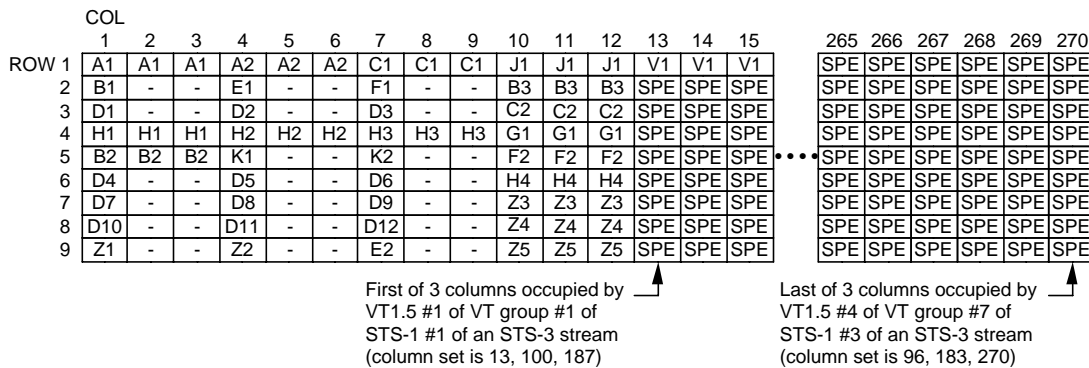 COL
1 2 3 4 5 6 7 8 9 10 11 12 13 14 15 265 266 267 268 269 270
ROW 1 A1 A1 A1 A2 A2 A2 C1 C1 C1 J1 J1 J1 V1 V1 V1 SPE SPE SPE SPE SPE SPE
2 B1 - - E1 - - F1 - - B3 B3 B3 SPE SPE SPE SPE SPE SPE SPE SPE SPE
3 D1 - - D2 - - D3 - - C2 C2 C2 SPE SPE SPE SPE SPE SPE SPE SPE SPE
4 H1 H1 H1 H2 H2 H2 H3 H3 H3 G1 G1 G1 SPE SPE SPE SPE SPE SPE SPE SPE SPE
5 B2 B2 B2 K1 - - K2 - - F2 F2 F2 SPE SPE SPE •••• SPE SPE SPE SPE SPE SPE
6 D4 - - D5 - - D6 - - H4 H4 H4 SPE SPE SPE SPE SPE SPE SPE SPE SPE
7 D7 - - D8 - - D9 - - Z3 Z3 Z3 SPE SPE SPE SPE SPE SPE SPE SPE SPE
8 D10 - - D11 - - D12 - - Z4 Z4 Z4 SPE SPE SPE SPE SPE SPE SPE SPE SPE
9 Z1 - - Z2 - - E2 - - Z5 Z5 Z5 SPE SPE SPE SPE SPE SPE SPE SPE SPE
First of 3 columns occupied by
VT1.5 #1 of VT group #1 of
STS-1 #1 of an STS-3 stream
(column set is 13, 100, 187)
Last of 3 columns occupied by
VT1.5 #4 of VT group #7 of
STS-1 #3 of an STS-3 stream
(column set is 96, 183, 270)